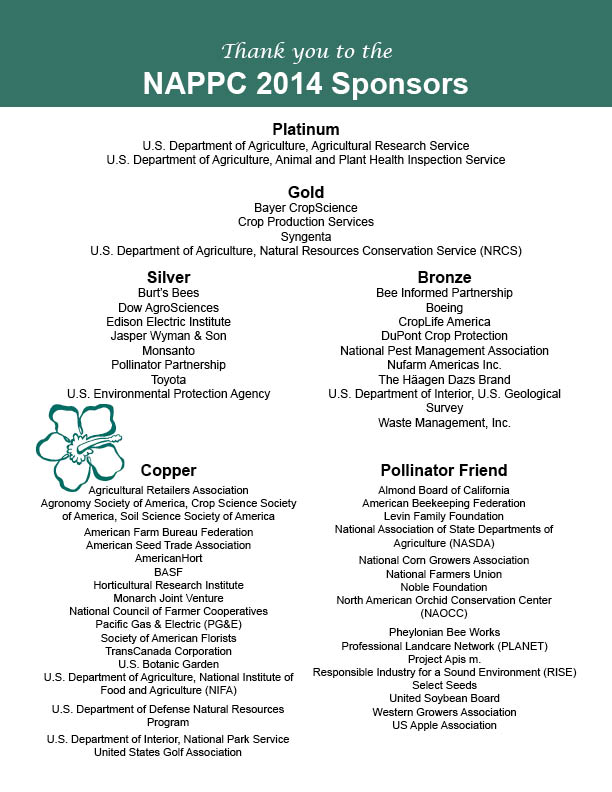 Thank you to the
NAPPC 2014 Sponsors
Platinum
U.S. Department of Agriculture, Agricultural Research Service
U.S. Department of Agriculture, Animal and Plant Health Inspection Service
Gold
Bayer CropScience
Crop Production Services
Syngenta
U.S. Department of Agriculture, Natural Resources Conservation Service (NRCS)
Silver
Burt's Bees
Dow AgroSciences
Edison Electric Institute
Jasper Wyman & Son
Monsanto
Pollinator Partnership
Toyota
U.S. Environmental Protection Agency
Bronze
Bee Informed Partnership
Boeing
CropLife America
DuPont Crop Protection
National Pest Management Association
Nufarm Americas Inc.
The Häagen Dazs Brand
U.S. Department of Interior, U.S. Geological
Survey
Waste Management, Inc.
Copper
Agricultural Retailers Association
Agronomy Society of America, Crop Science Society
of America, Soil Science Society of America
American Farm Bureau Federation
American Seed Trade Association
AmericanHort
BASF
Horticultural Research Institute
Monarch Joint Venture
National Council of Farmer Cooperatives
Pacific Gas & Electric (PG&E)
Society of American Florists
TransCanada Corporation
U.S. Botanic Garden
U.S. Department of Agriculture, National Institute of
Food and Agriculture (NIFA)
U.S. Department of Defense Natural Resources
Program
U.S. Department of Interior, National Park Service
United States Golf Association
Pollinator Friend
Almond Board of California
American Beekeeping Federation
Levin Family Foundation
National Association of State Departments of
Agriculture (NASDA)
National Corn Growers Association
National Farmers Union
Noble Foundation
North American Orchid Conservation Center
(NAOCC)
Pheylonian Bee Works
Professional Landcare Network (PLANET)
Project Apis m.
Responsible Industry for a Sound Environment (RISE)
Select Seeds
United Soybean Board
Western Growers Association
US Apple Association